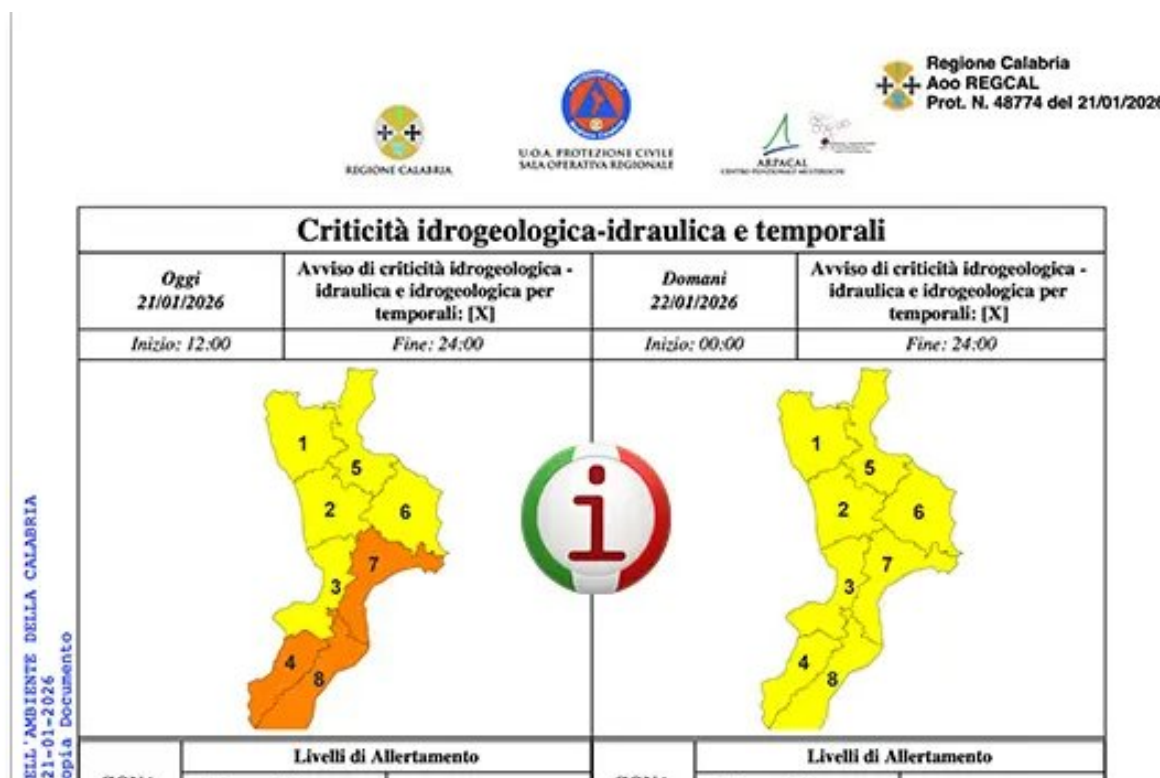 Regione Calabria
Aoo REGCAL
Prot. N. 48774 del 21/01/2026
REGIONE CALABRIA
U.O.A. PROTEZIONE CIVILE
SALA OPERATIVA REGIONALE
ARPACAL
Criticità idrogeologica-idraulica e temporali
Oggi
21/01/2026
Avviso di criticità idrogeologica -
idraulica e idrogeologica per
temporali: [X]
Domani
22/01/2026
Avviso di criticità idrogeologica -
idraulica e idrogeologica per
temporali: [X]
Inizio: 12:00
Fine: 24:00
Inizio: 00:00
Fine: 24:00
1
5
2
6
7
3
4
8
i
1
5
2
6
7
3
4
8
Livelli di Allertamento
Livelli di Allertamento
ELL'AMBIENTE DELLA CALABRIA
21-01-2026
opia Documento